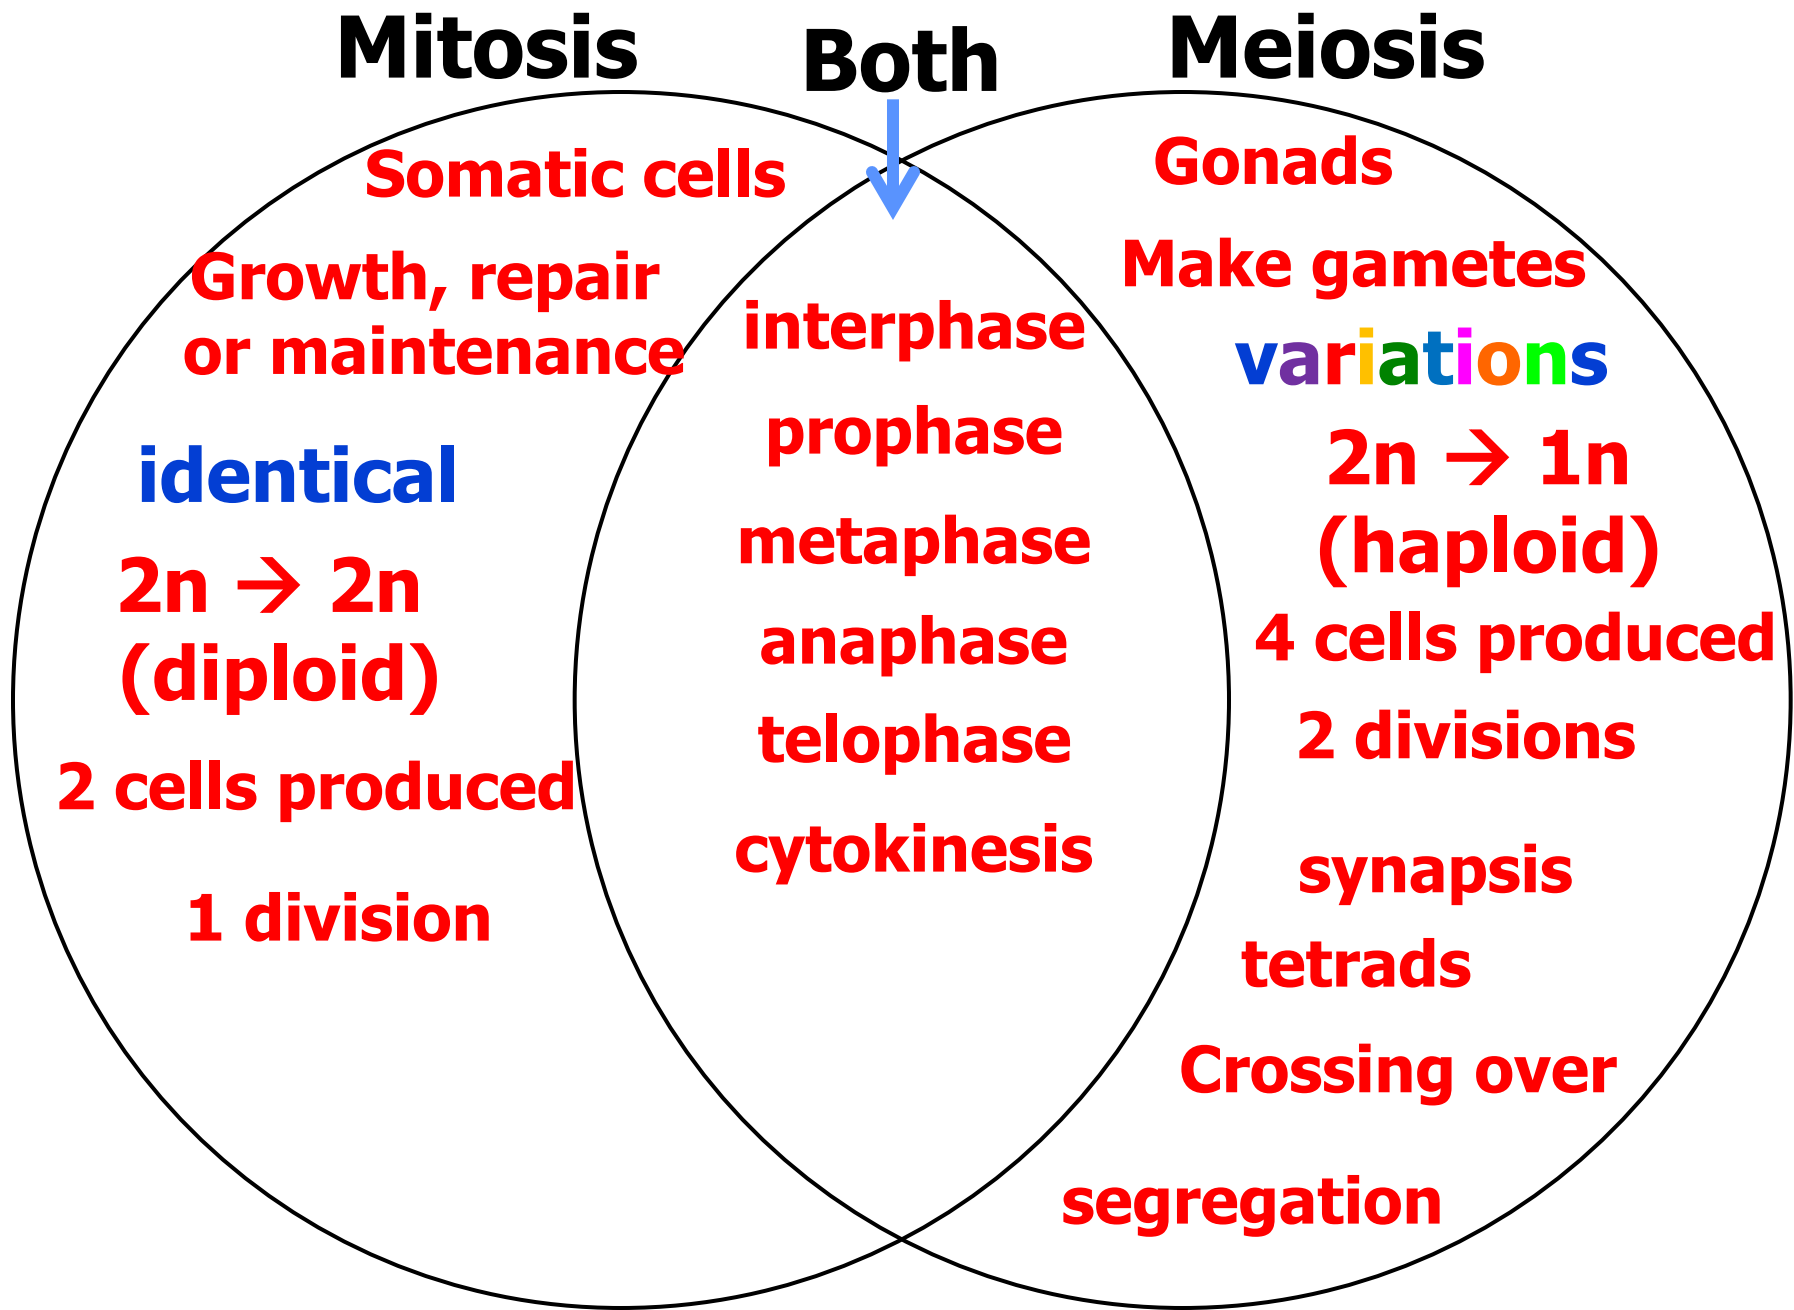 Mitosis
Both
Meiosis
Somatic cells
Growth, repair
or maintenance
identical
2n → 2n
(diploid)
2 cells produced
1 division
interphase
prophase
metaphase
anaphase
telophase
cytokinesis
Gonads
Make gametes
variations
2n → 1n
(haploid)
4 cells produced
2 divisions
synapsis
tetrads
Crossing over
segregation